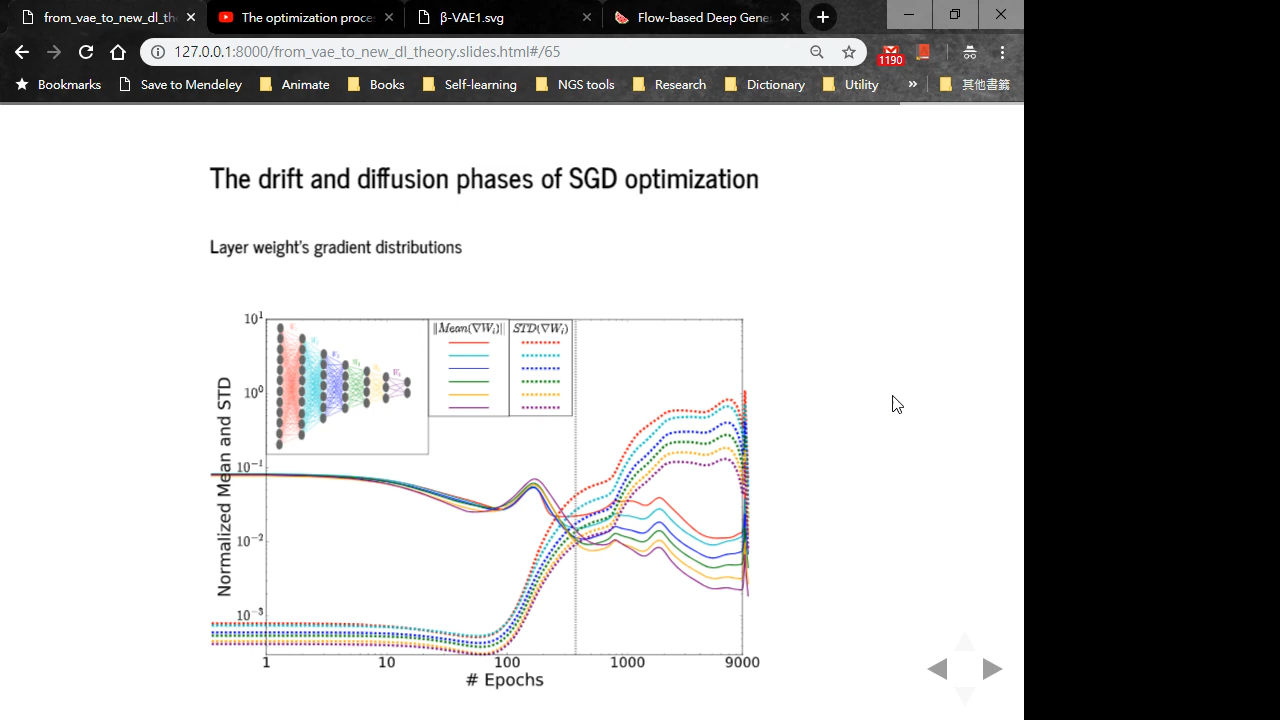 from_vae_to_new_dl_th
The optimization proces
β-VAE1.svg
Flow-based Deep Gene
127.0.0.1:8000/from_vae_to_new_dl_theory.slides.html#/65
1190
Bookmarks
Save to Mendeley
Animate
Books
Self-learning
NGS tools
Research
Dictionary
Utility
»
其他書籤
The drift and diffusion phases of SGD optimization
Layer weight's gradient distributions
‖Mean(∇Wᵢ)‖
STD(∇Wᵢ)
Normalized Mean and STD
10¹
10⁰
10⁻¹
10⁻²
10⁻³
1
10
100
1000
9000
# Epochs